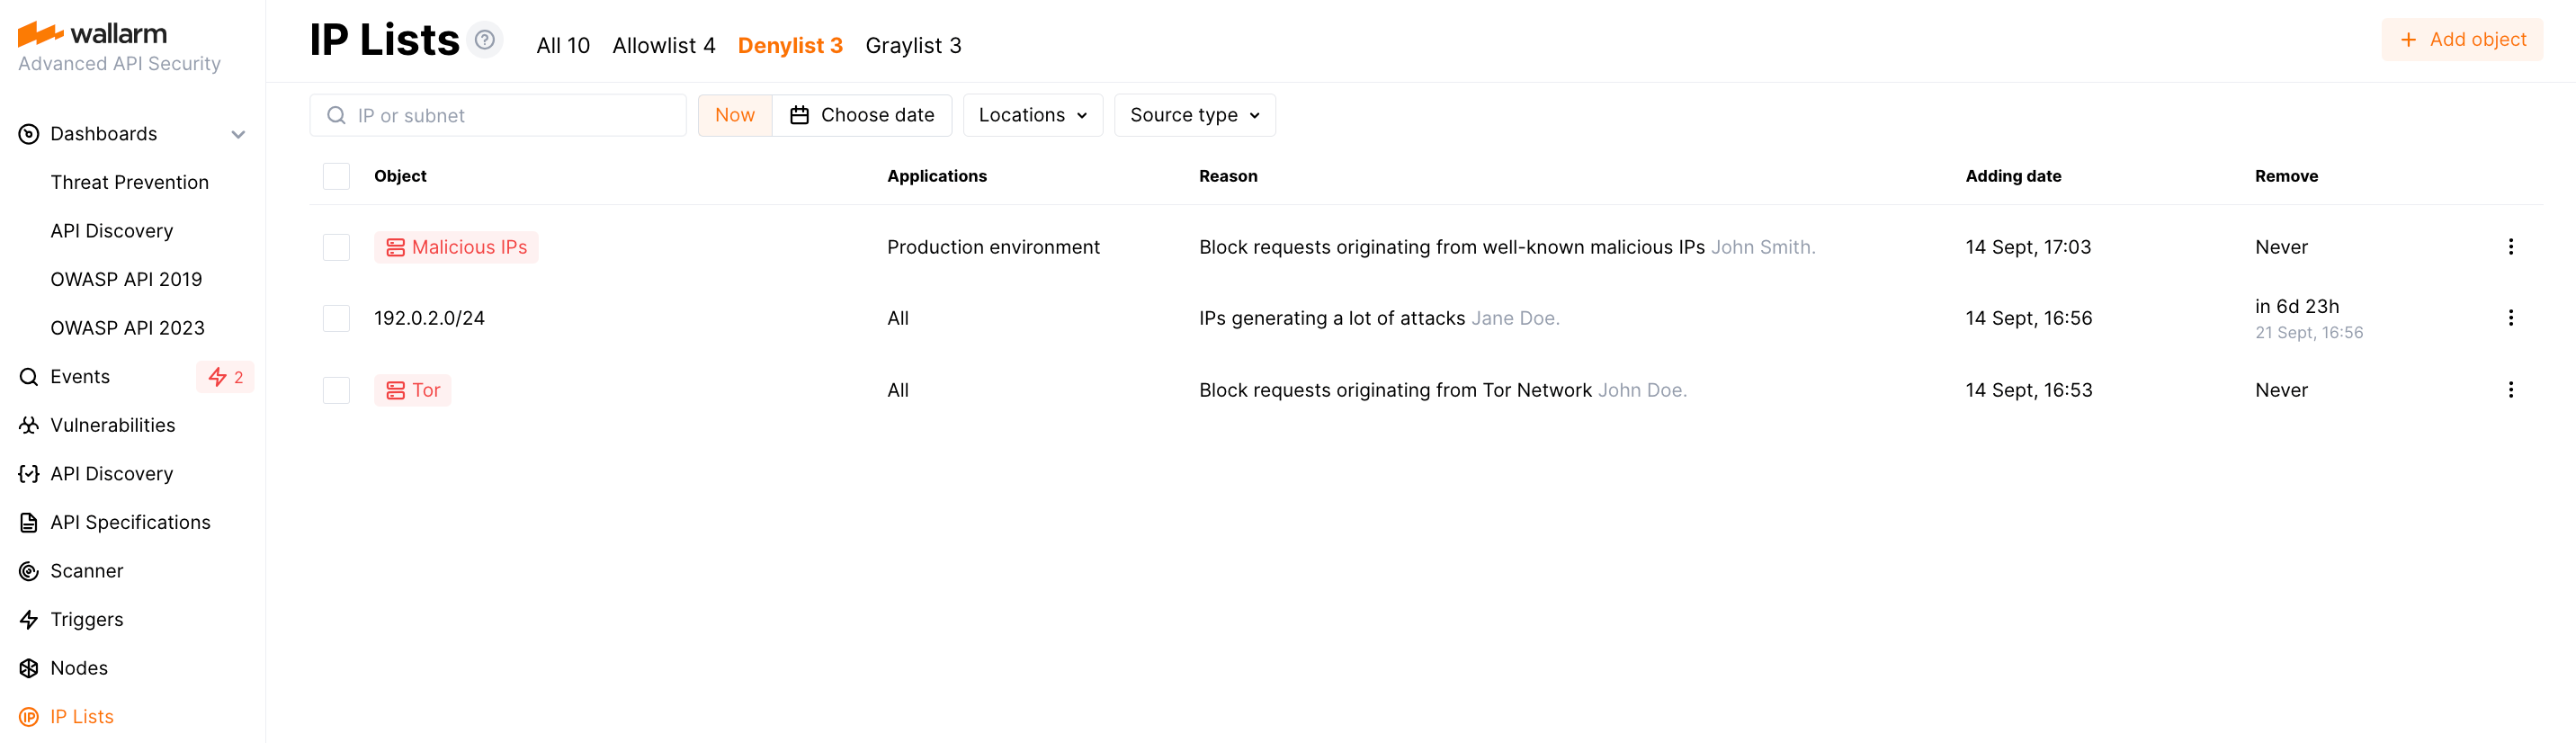 wallarm
Advanced API Security
Dashboards
Threat Prevention
API Discovery
OWASP API 2019
OWASP API 2023
Events 2
Vulnerabilities
API Discovery
API Specifications
Scanner
Triggers
Nodes
IP Lists
IP Lists ? All 10 Allowlist 4 Denylist 3 Graylist 3 + Add object
IP or subnet Now Choose date Locations Source type
Object Applications Reason Adding date Remove
Malicious IPs Production environment Block requests originating from well-known malicious IPs John Smith. 14 Sept, 17:03 Never
192.0.2.0/24 All IPs generating a lot of attacks Jane Doe. 14 Sept, 16:56 in 6d 23h
21 Sept, 16:56
Tor All Block requests originating from Tor Network John Doe. 14 Sept, 16:53 Never